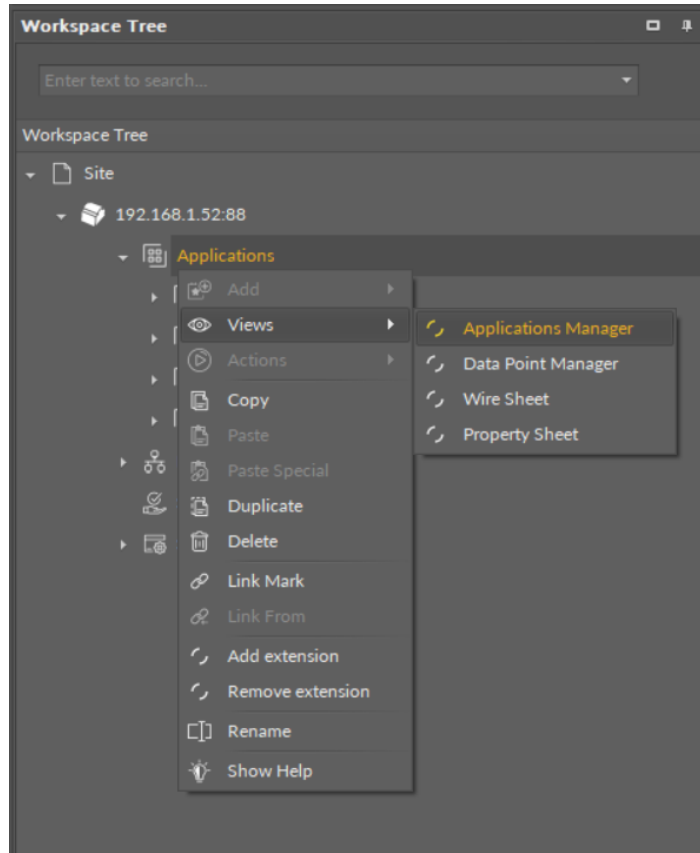 Workspace Tree
Enter text to search...
Workspace Tree
Site
192.168.1.52:88
Applications
Add
Views
Actions
Copy
Paste
Paste Special
Duplicate
Delete
Link Mark
Link From
Add extension
Remove extension
Rename
Show Help
Applications Manager
Data Point Manager
Wire Sheet
Property Sheet